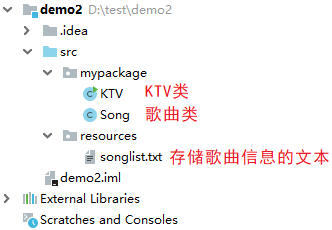 demo2 D:\test\demo2
.idea
src
mypackage
KTV KTV类
Song 歌曲类
resources
songlist.txt 存储歌曲信息的文本
demo2.iml
External Libraries
Scratches and Consoles